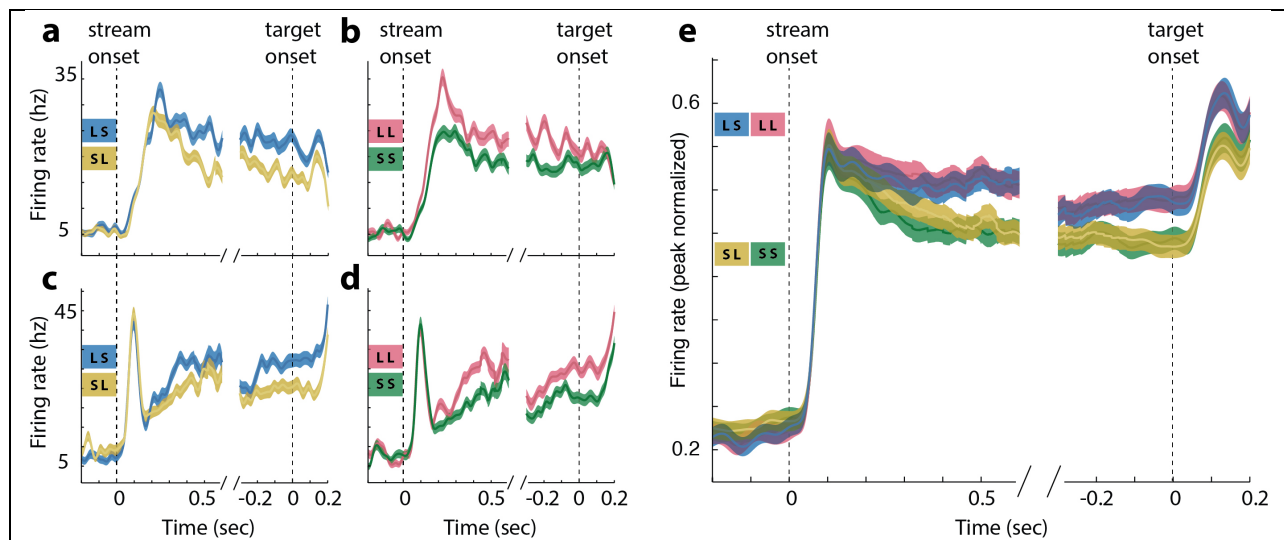 a
stream
onset
target
onset
35
LS
SL
5
Firing rate (hz)
b
LL
SS
target
onset
c
45
LS
SL
5
Firing rate (hz)
0
0.5
-0.2
0
0.2
Time (sec)
d
LL
SS
0
0.5
-0.2
0
0.2
Time (sec)
e
stream
onset
target
onset
0.6
LS LL
SL SS
0.2
Firing rate (peak normalized)
0
0.5
-0.2
0
0.2
Time (sec)